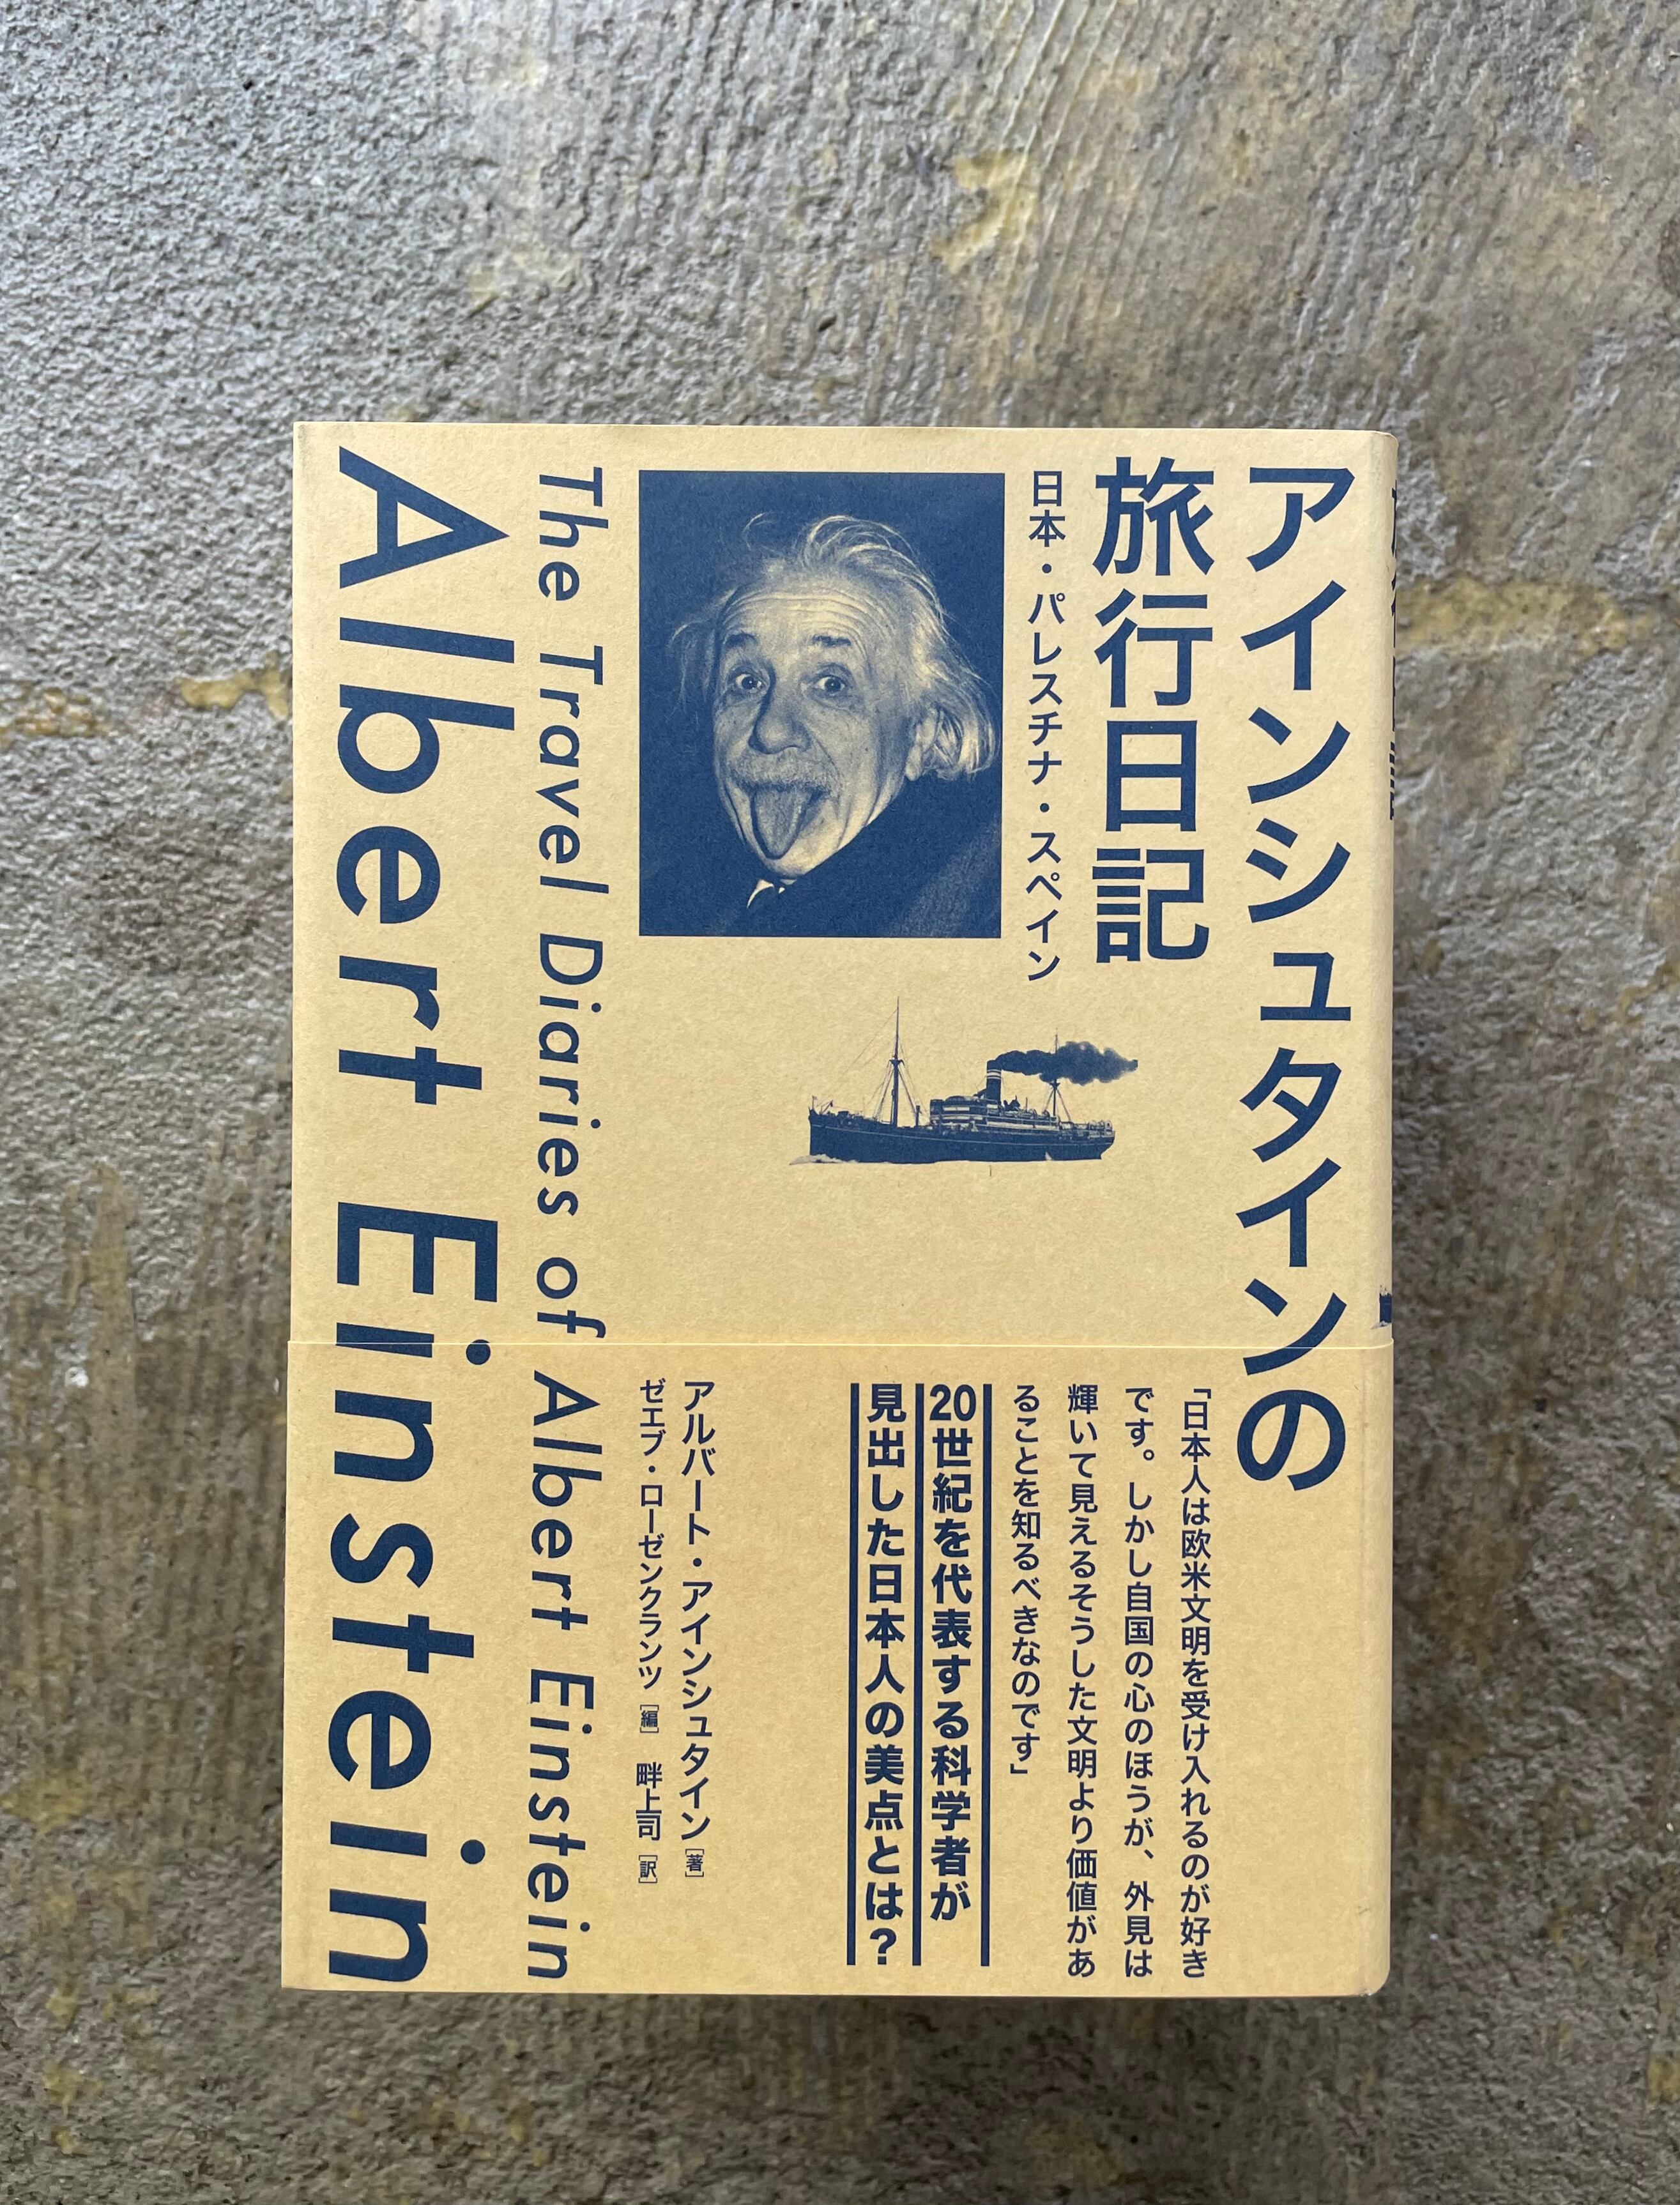 アインシュタインの
旅行日記
日本・パレスチナ・スペイン
The Travel Diaries of Albert Einstein
Albert Einstein
「日本人は欧米文明を受け入れるのが好き
です。しかし自国の心のほうが、外見は
輝いて見えるそうした文明より価値があ
ることを知るべきなのです」
20世紀を代表する科学者が
見出した日本人の美点とは？
アルバート・アインシュタイン［著］
ゼエブ・ローゼンクランツ［編］ 畔上司［訳］